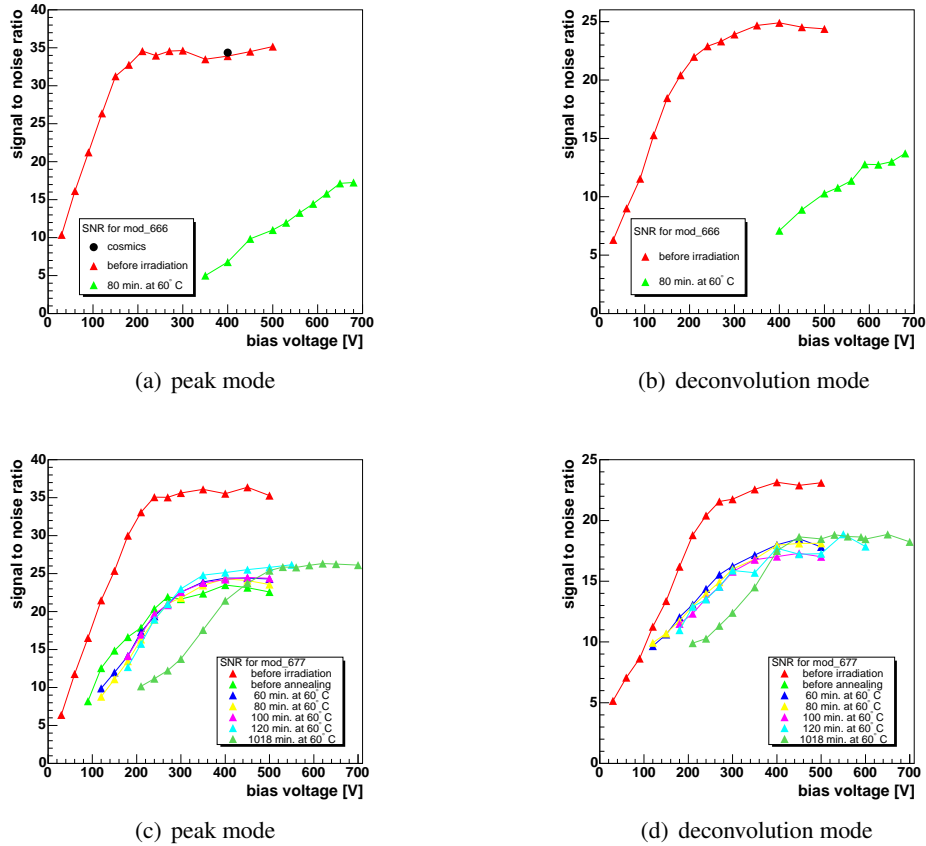 signal to noise ratio
40
35
30
25
20
15
10
5
0
SNR for mod_666
cosmics
before irradiation
80 min. at 60° C
0 100 200 300 400 500 600 700
bias voltage [V]
(a) peak mode
signal to noise ratio
25
20
15
10
5
0
SNR for mod_666
before irradiation
80 min. at 60° C
0 100 200 300 400 500 600 700
bias voltage [V]
(b) deconvolution mode
signal to noise ratio
40
35
30
25
20
15
10
5
0
SNR for mod_677
before irradiation
before annealing
60 min. at 60° C
80 min. at 60° C
100 min. at 60° C
120 min. at 60° C
1018 min. at 60° C
0 100 200 300 400 500 600 700
bias voltage [V]
(c) peak mode
signal to noise ratio
25
20
15
10
5
0
SNR for mod_677
before irradiation
before annealing
60 min. at 60° C
80 min. at 60° C
100 min. at 60° C
120 min. at 60° C
1018 min. at 60° C
0 100 200 300 400 500 600 700
bias voltage [V]
(d) deconvolution mode